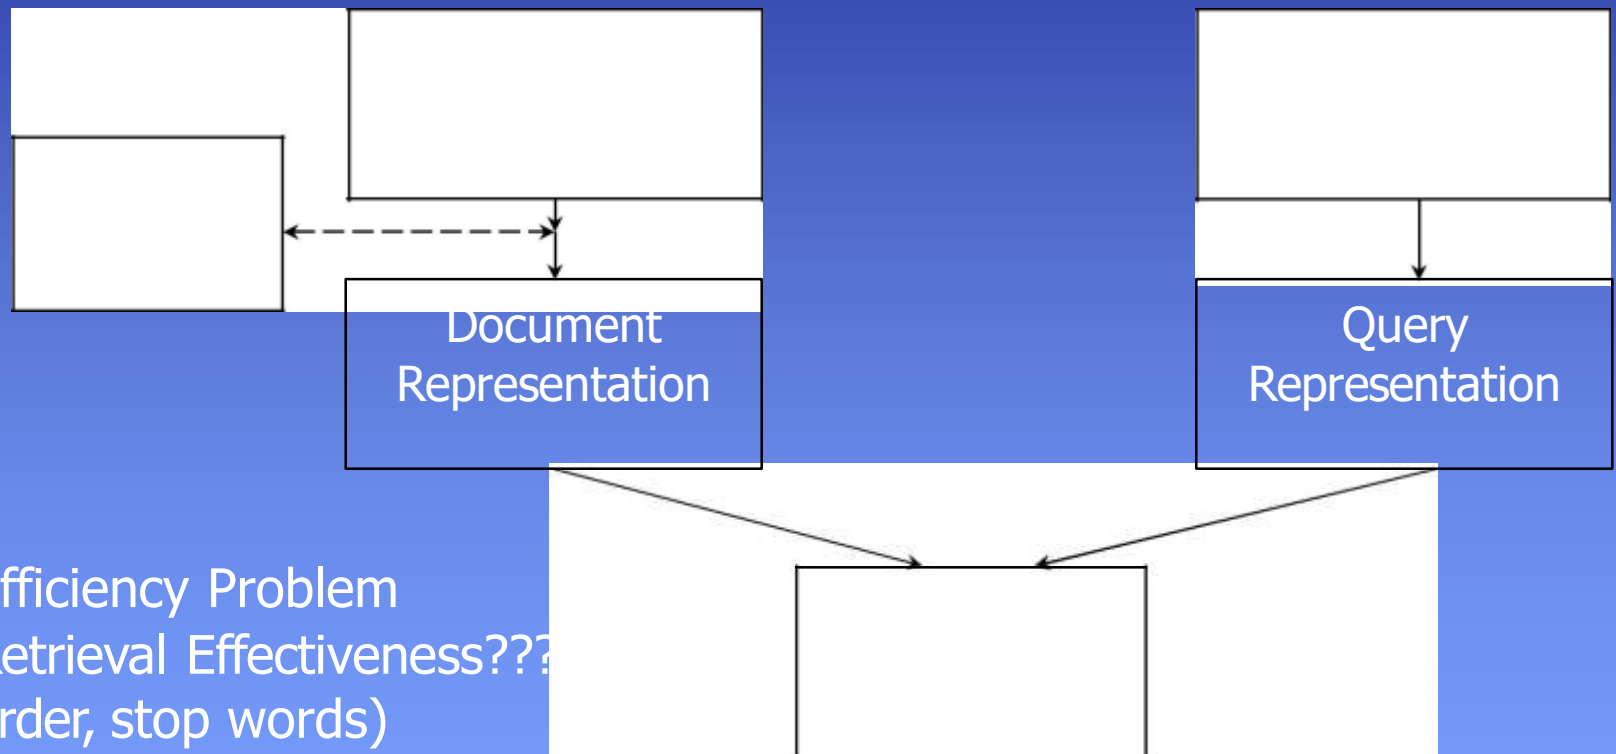 Document
Representation
Query
Representation
fficiency Problem
etrieval Effectiveness???
rder, stop words)